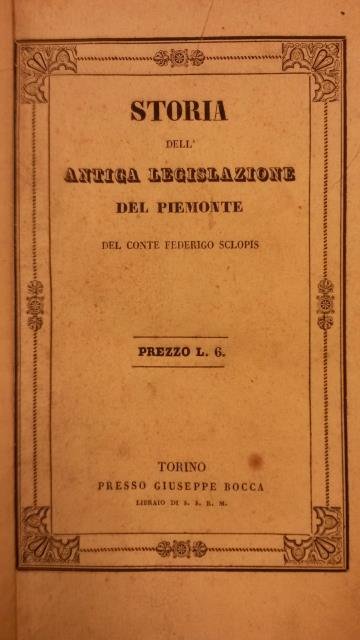 STORIA
DELL'
ANTICA LEGISLAZIONE
DEL PIEMONTE
DEL CONTE FEDERIGO SCLOPIS
PREZZO L. 6.
TORINO
PRESSO GIUSEPPE BOCCA
LIBRAIO DI S. S. R. M.